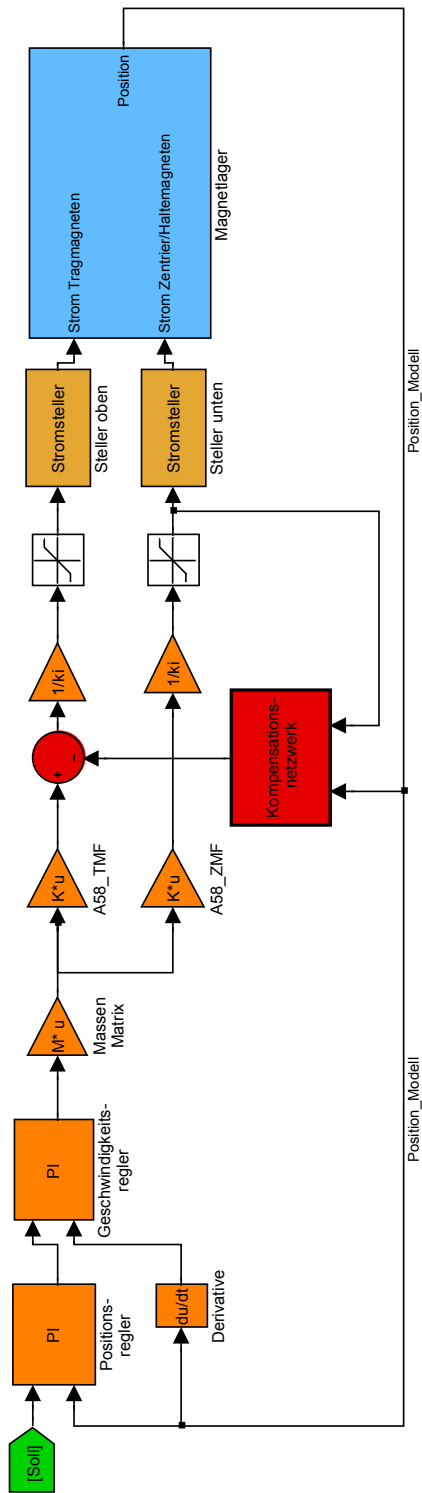 [Soll]
PI
Positions-
regler
du/dt
Derivative
PI
Geschwindigkeits-
regler
M* u
Massen
Matrix
K*u
A58_TMF
K*u
A58_ZMF
+
−
1/ki
1/ki
Kompensations-
netzwerk
Stromsteller
Steller oben
Stromsteller
Steller unten
Strom Tragmagneten
Strom Zentrier/Haltemagneten
Position
Magnetlager
Position_Modell
Position_Modell